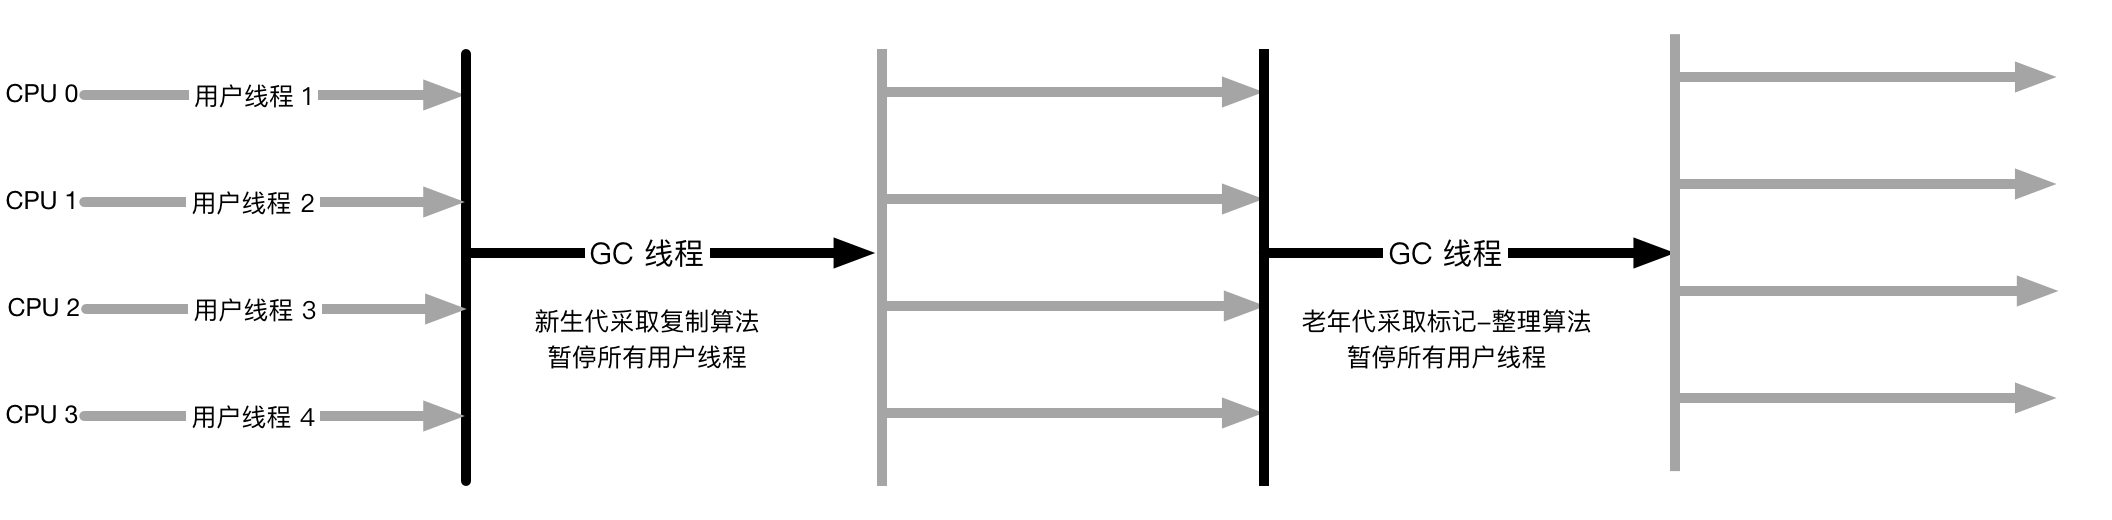 CPU 0 用户线程 1
CPU 1 用户线程 2
GC 线程
GC 线程
CPU 2 用户线程 3
新生代采取复制算法
暂停所有用户线程
老年代采取标记–整理算法
暂停所有用户线程
CPU 3 用户线程 4